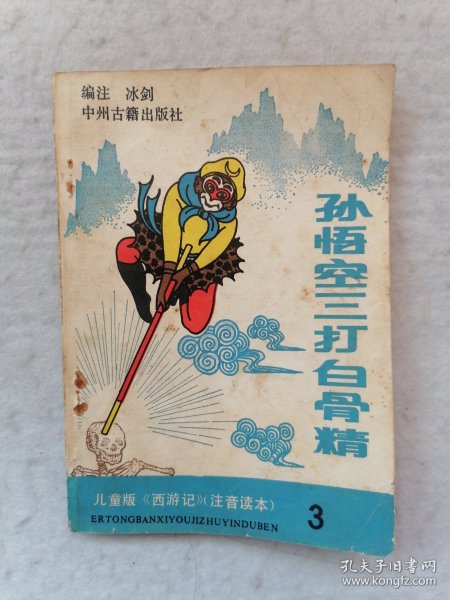 编注 冰剑
中州古籍出版社
孙悟空三打白骨精
儿童版《西游记》(注音读本)
ERTONGBANXIYOUJIZHUYINDUBEN
3
孔夫子旧书网
www.kongfz.com